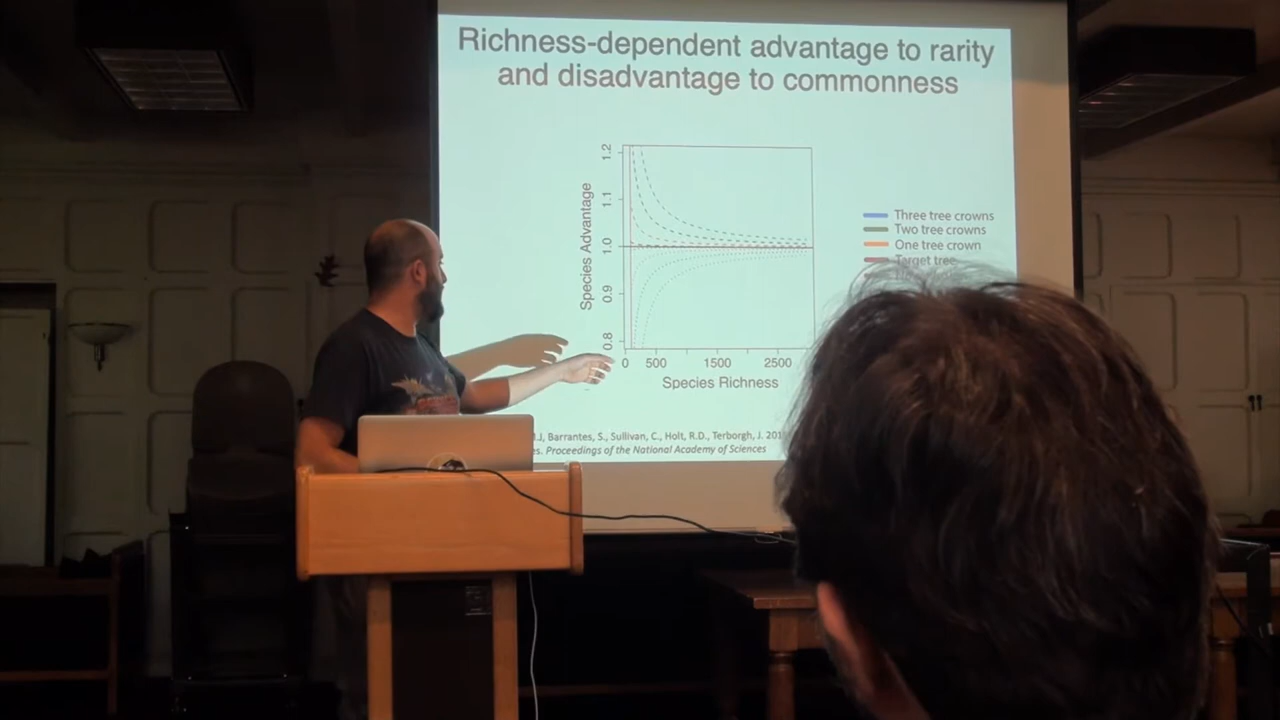 Richness-dependent advantage to rarity
and disadvantage to commonness
Species Advantage
1.2
1.1
1.0
0.9
0.8
0 500 1500 2500
Species Richness
Three tree crowns
Two tree crowns
One tree crown
Target tree
Barrantes, S., Sullivan, C., Holt, R.D., Terborgh, J.
Proceedings of the National Academy of Sciences